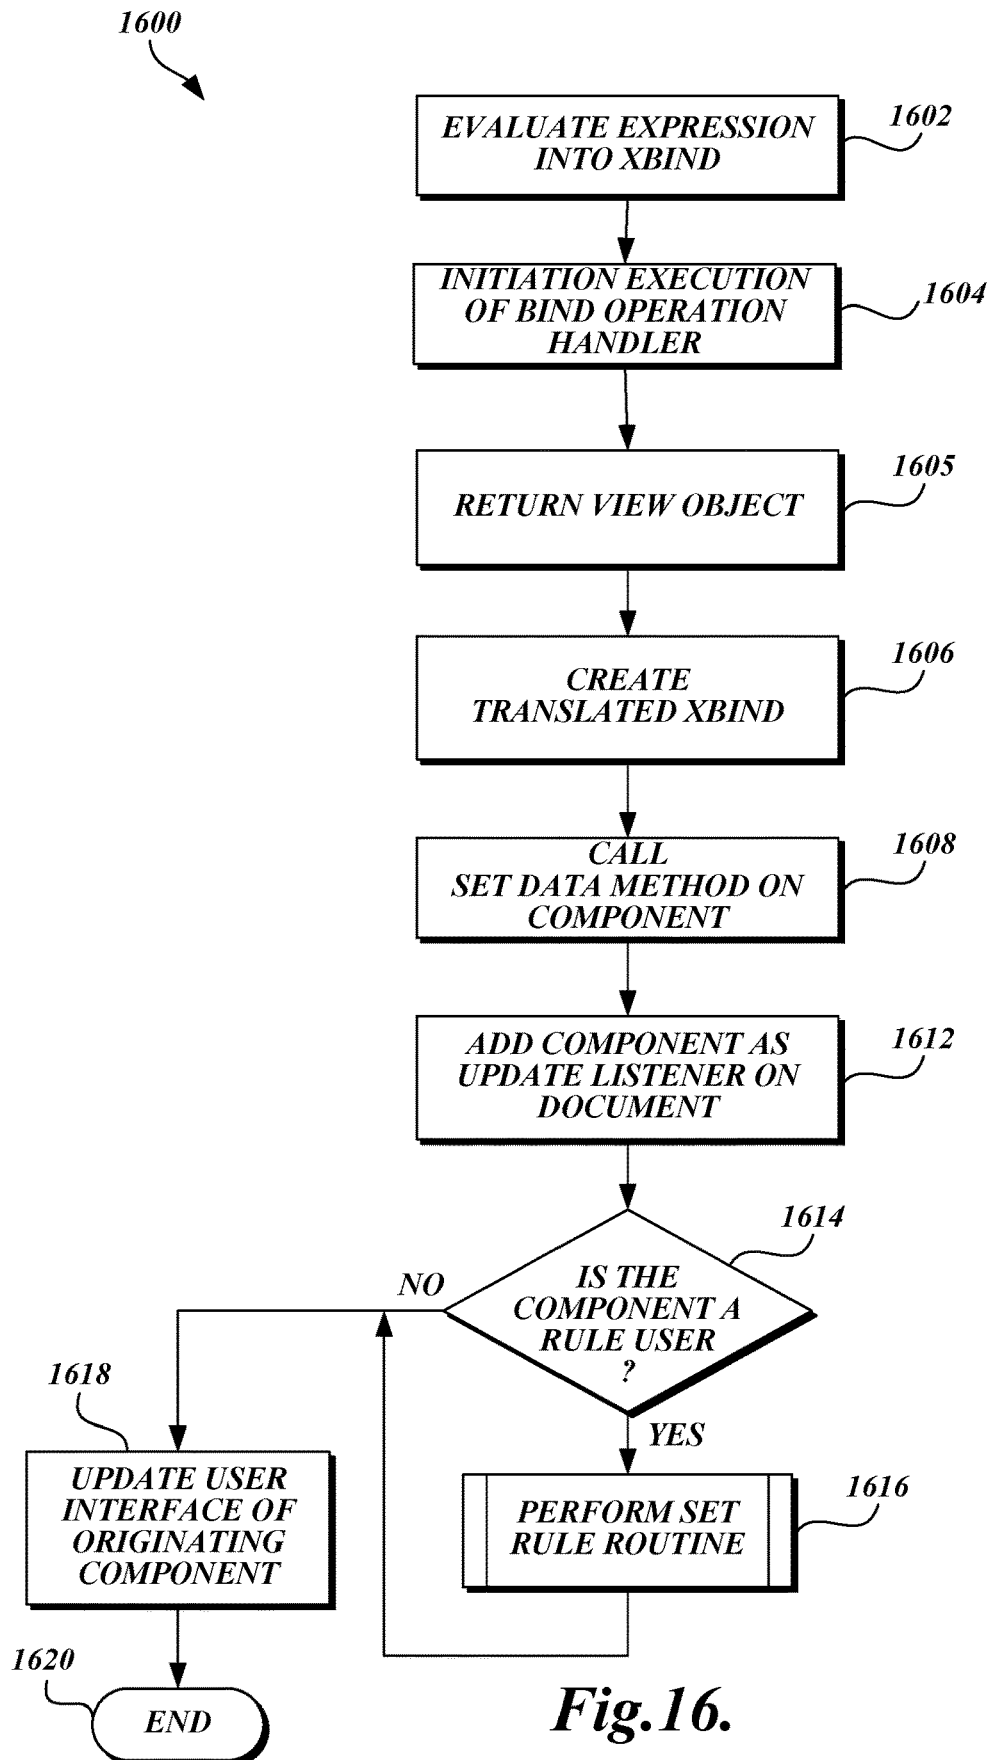 1600
EVALUATE EXPRESSION
INTO XBIND
1602
INITIATION EXECUTION
OF BIND OPERATION
HANDLER
1604
RETURN VIEW OBJECT
1605
CREATE
TRANSLATED XBIND
1606
CALL
SET DATA METHOD ON
COMPONENT
1608
ADD COMPONENT AS
UPDATE LISTENER ON
DOCUMENT
1612
IS THE
COMPONENT A
RULE USER
?
1614
NO
YES
PERFORM SET
RULE ROUTINE
1616
1618
UPDATE USER
INTERFACE OF
ORIGINATING
COMPONENT
1620
END
Fig.16.